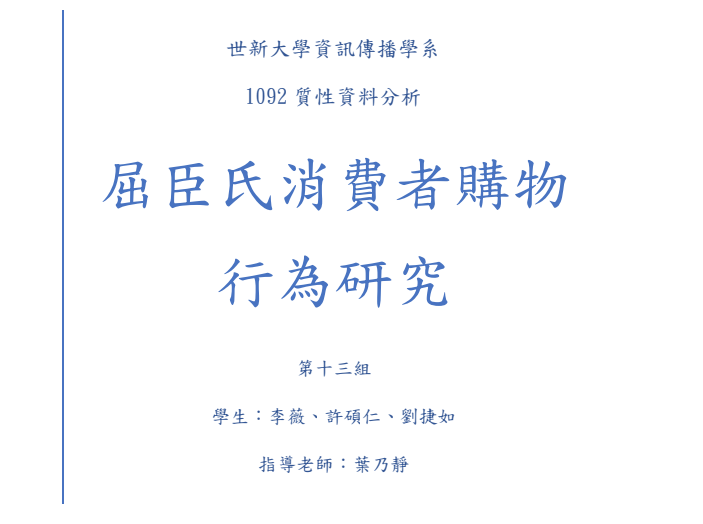 世新大學資訊傳播學系
1092 質性資料分析
屈臣氏消費者購物
行為研究
第十三組
學生：李薇、許碩仁、劉捷如
指導老師：葉乃靜